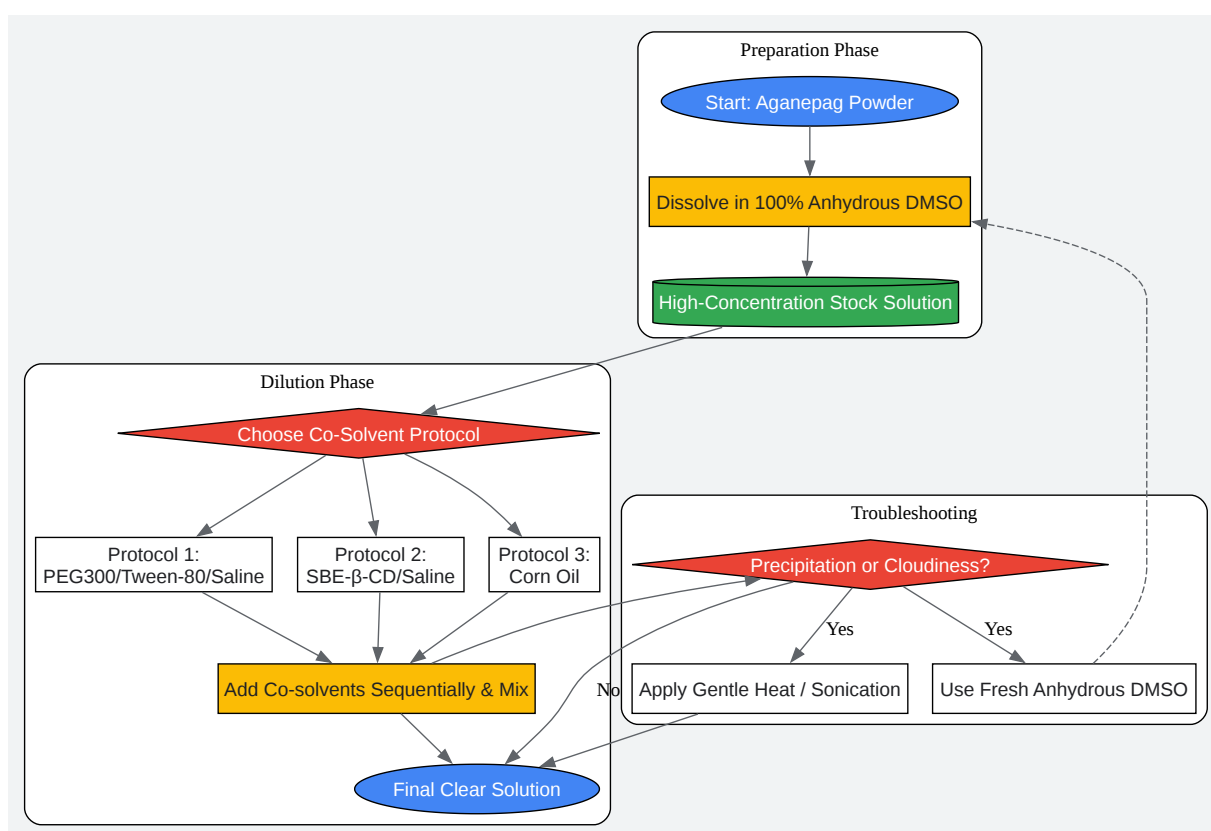 Preparation Phase
Start: Aganepag Powder
Dissolve in 100% Anhydrous DMSO
High-Concentration Stock Solution
Dilution Phase
Choose Co-Solvent Protocol
Protocol 1:
PEG300/Tween-80/Saline
Protocol 2:
SBE-β-CD/Saline
Protocol 3:
Corn Oil
Add Co-solvents Sequentially & Mix
Final Clear Solution
Troubleshooting
Precipitation or Cloudiness?
Yes
Yes
No
Apply Gentle Heat / Sonication
Use Fresh Anhydrous DMSO